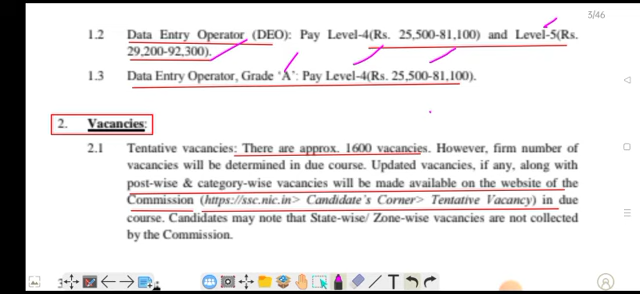 3/46
1.2 Data Entry Operator (DEO): Pay Level-4(Rs. 25,500-81,100) and Level-5(Rs.
29,200-92,300).
1.3 Data Entry Operator, Grade ‘A’: Pay Level-4(Rs. 25,500-81,100).
2. Vacancies:
2.1 Tentative vacancies: There are approx. 1600 vacancies. However, firm number of
vacancies will be determined in due course. Updated vacancies, if any, along with
post-wise & category-wise vacancies will be made available on the website of the
Commission (https://ssc.nic.in> Candidate’s Corner> Tentative Vacancy) in due
course. Candidates may note that State-wise/ Zone-wise vacancies are not collected
by the Commission.
3
T